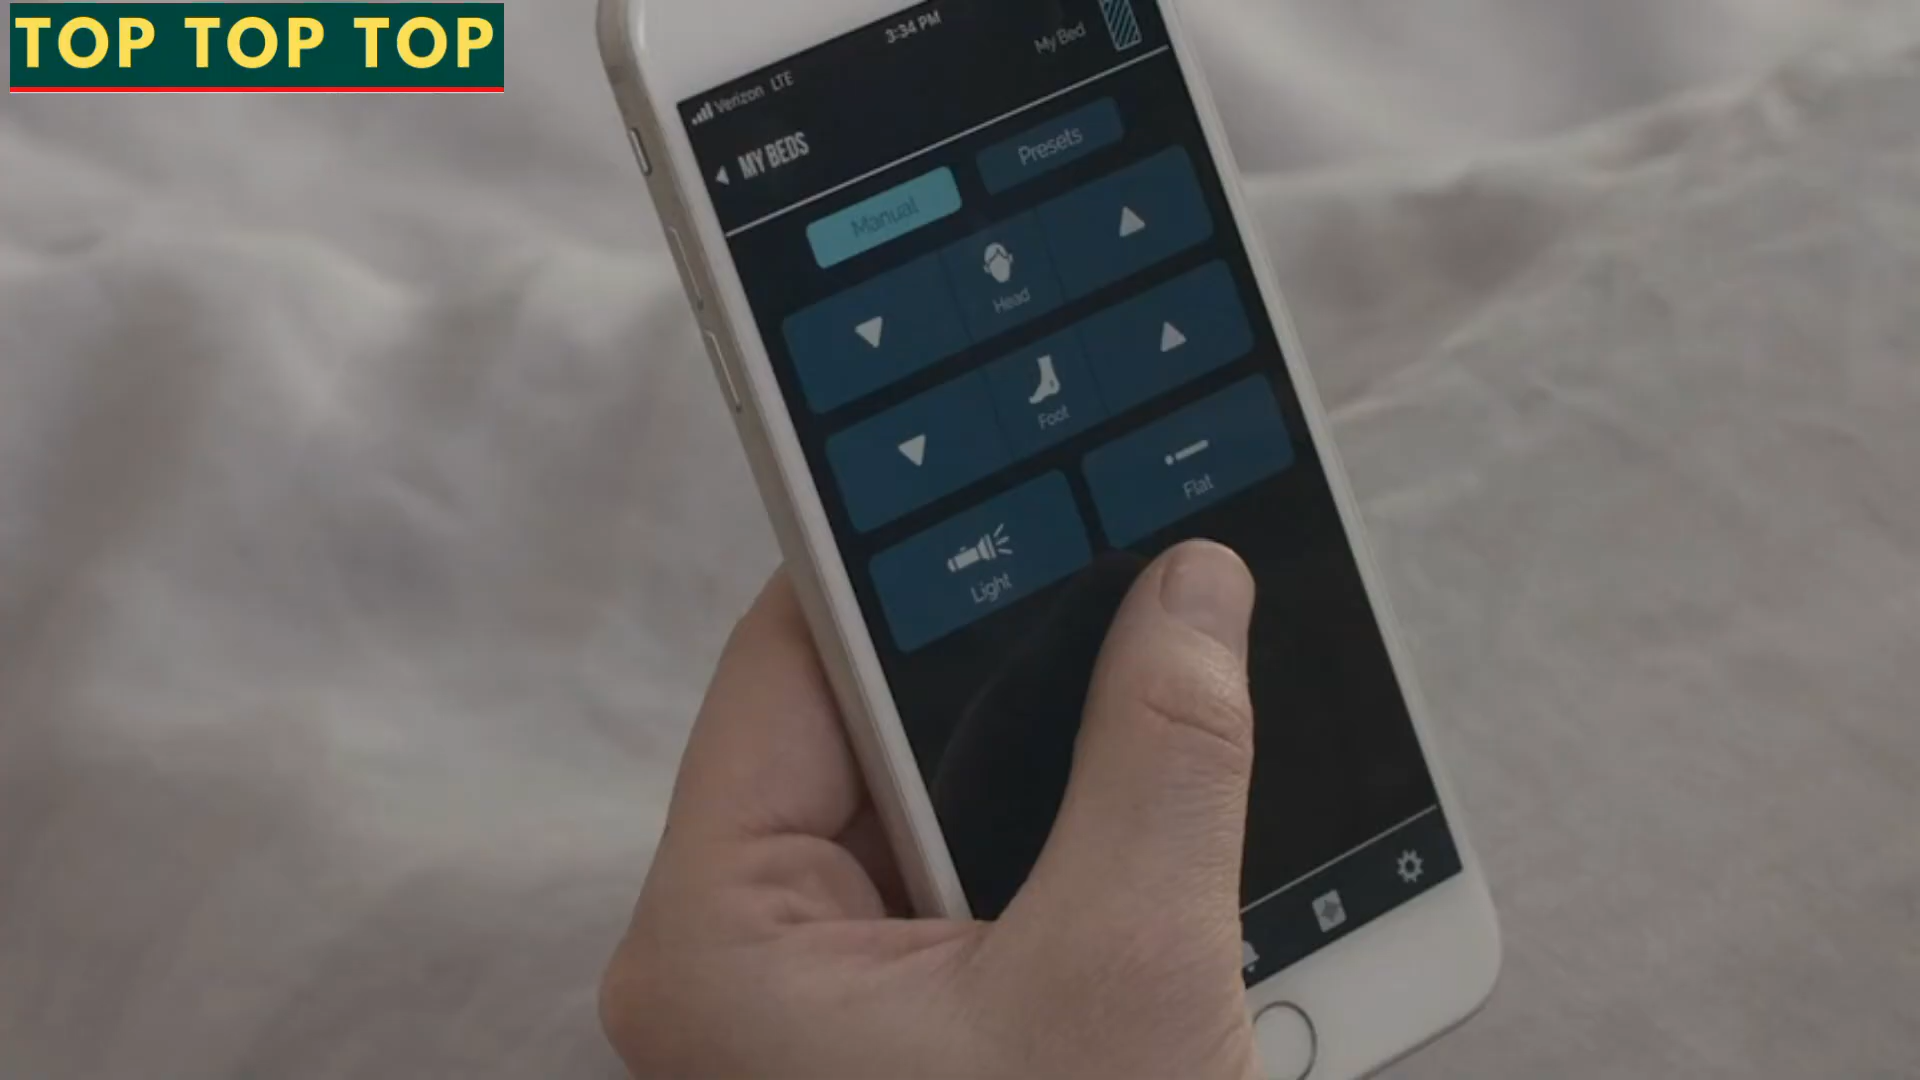 TOP TOP TOP
Verizon LTE
3:34 PM
My Bed
MY BEDS
Manual
Presets
Head
Foot
Light
Flat